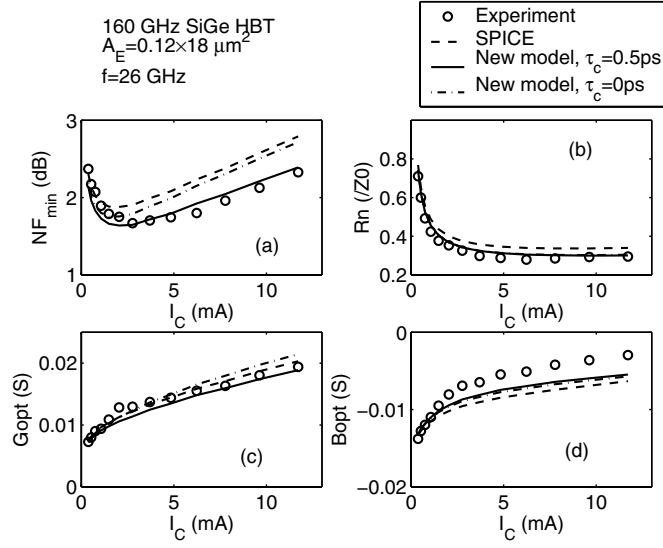 160 GHz SiGe HBT
A_E=0.12×18 μm²
f=26 GHz
Experiment
SPICE
New model, τ_c=0.5ps
New model, τ_c=0ps
3
2
1
NF_min (dB)
(a)
0 5 10
I_C (mA)
0.8
0.6
0.4
0.2
Rn (/Z0)
(b)
0 5 10
I_C (mA)
0.02
0.01
0
Gopt (S)
(c)
0 5 10
I_C (mA)
0
−0.01
−0.02
Bopt (S)
(d)
0 5 10
I_C (mA)